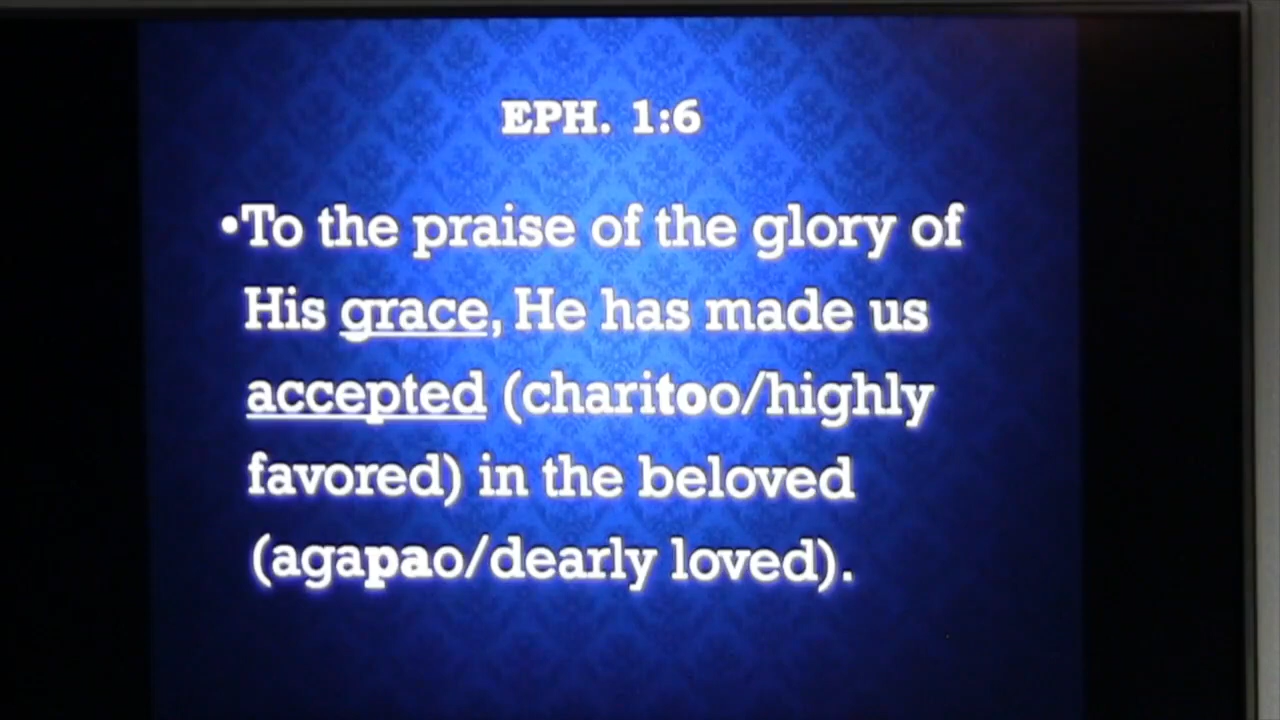 EPH. 1:6
•To the praise of the glory of
His grace, He has made us
accepted (charitoo/highly
favored) in the beloved
(agapao/dearly loved).